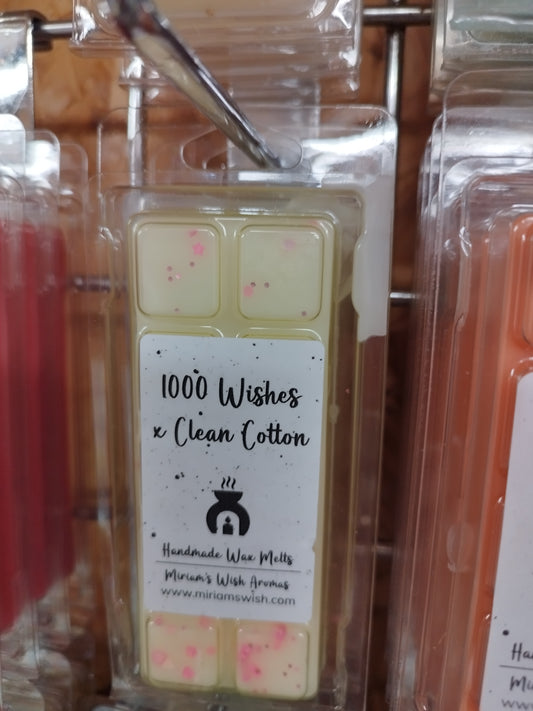 1000 Wishes
x Clean Cotton
Handmade Wax Melts
Miriam's Wish Aromas
www.miriamswish.com